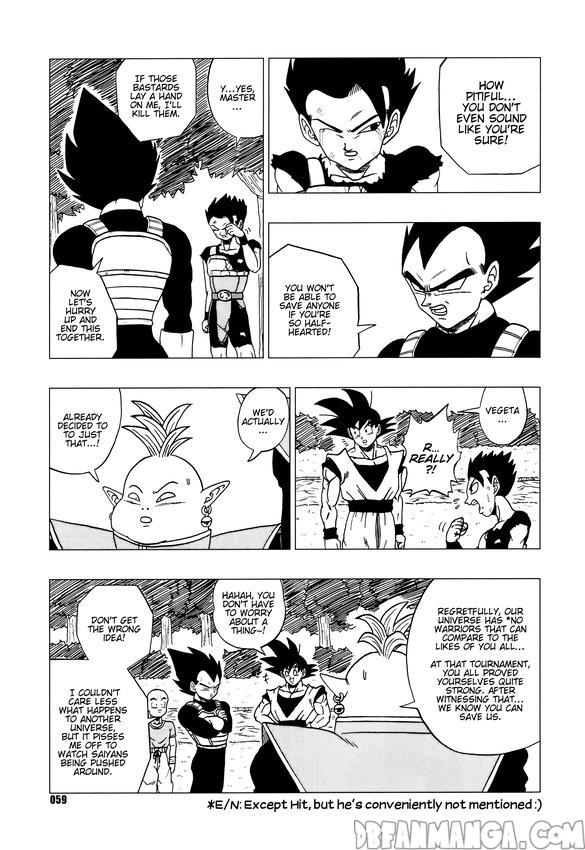 HOW
PITIFUL...
YOU DON'T
EVEN SOUND
LIKE YOU'RE
SURE!
Y...YES,
MASTER
...
IF THOSE
BASTARDS
LAY A HAND
ON ME, I'LL
KILL THEM.
YOU WON'T
BE ABLE TO
SAVE ANYONE
IF YOU'RE
SO HALF-
HEARTED!
NOW
LET'S
HURRY
UP AND
END THIS
TOGETHER.
VEGETA
...
R...
REALLY
?!
WE'D
ACTUALLY
...
ALREADY
DECIDED TO
TO JUST
THAT...!
REGRETFULLY, OUR
UNIVERSE HAS *NO
WARRIORS THAT CAN
COMPARE TO THE
LIKES OF YOU ALL...
AT THAT TOURNAMENT,
YOU ALL PROVED
YOURSELVES QUITE
STRONG. AFTER
WITNESSING THAT...
WE KNOW YOU CAN
SAVE US.
HAHAH, YOU
DON'T HAVE
TO WORRY
ABOUT A
THING~!
DON'T GET
THE WRONG
IDEA!
I COULDN'T
CARE LESS
WHAT HAPPENS
TO ANOTHER
UNIVERSE,
BUT IT PISSES
ME OFF TO
WATCH SAIYANS
BEING PUSHED
AROUND.
059
*E/N: Except Hit, but he's conveniently not mentioned :)
DBFANMANGA.COM